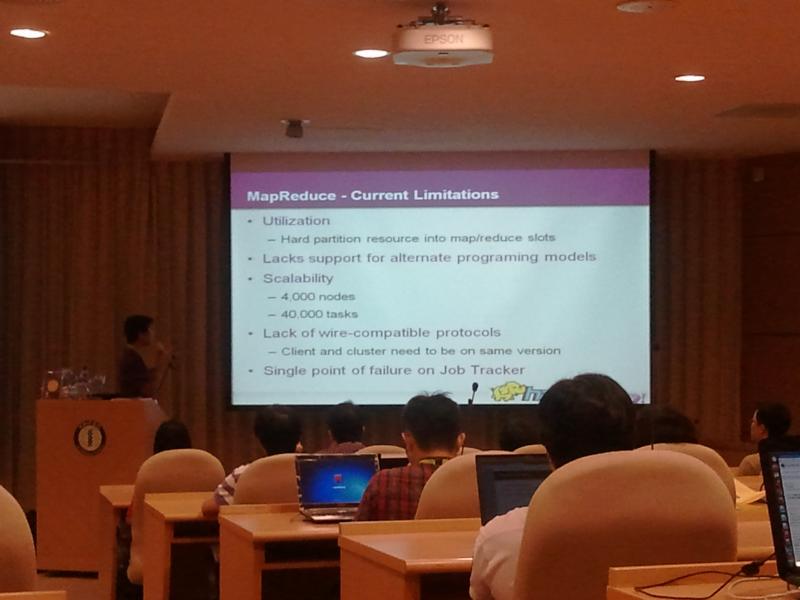 EPSON
MapReduce - Current Limitations
• Utilization
– Hard partition resource into map/reduce slots
• Lacks support for alternate programing models
• Scalability
– 4,000 nodes
– 40,000 tasks
• Lack of wire-compatible protocols
– Client and cluster need to be on same version
• Single point of failure on Job Tracker